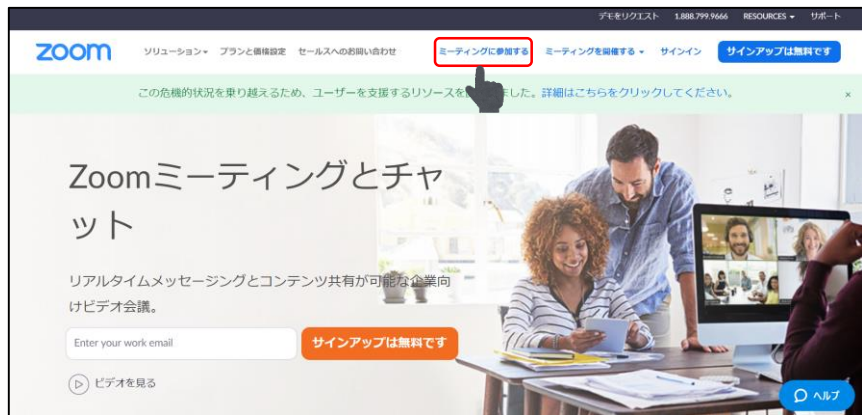 デモをリクエスト 1.888.799.9666 RESOURCES サポート
zoom ソリューション プランと価格設定 セールスへのお問い合わせ ミーティングに参加する ミーティングを開催する サインイン サインアップは無料です
この危機的状況を乗り越えるため、ユーザーを支援するリソースを ました。詳細はこちらをクリックしてください。 ×
Zoomミーティングとチャ
ット
リアルタイムメッセージングとコンテンツ共有が可能な企業向
けビデオ会議。
Enter your work email サインアップは無料です
ビデオを見る
ヘルプ